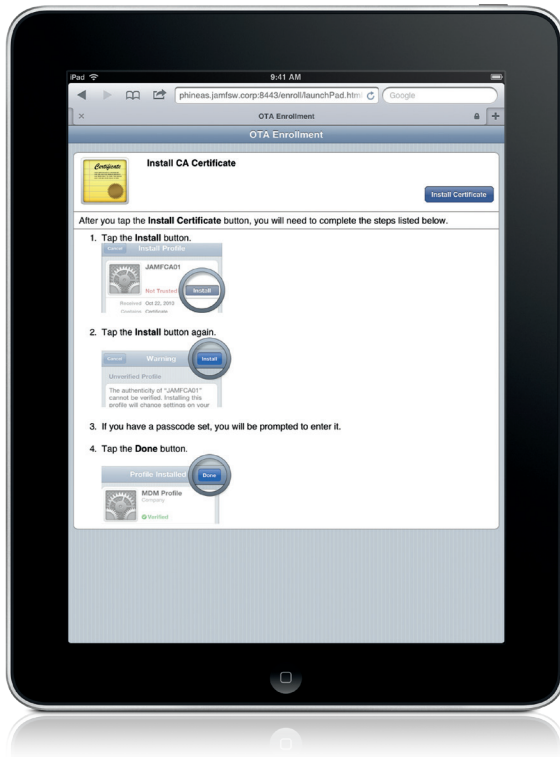 iPad
9:41 AM
phineas.jamfsw.corp:8443/enroll/launchPad.html
Google
OTA Enrollment
OTA Enrollment
Certificate
Install CA Certificate
Install Certificate
After you tap the Install Certificate button, you will need to complete the steps listed below.
1. Tap the Install button.
Cancel Install Profile
JAMFCA01
Not Trusted Install
Received Oct 22, 2013
Contains Certificate
2. Tap the Install button again.
Cancel Warning Install
Unverified Profile
The authenticity of "JAMFCA01"
cannot be verified. Installing this
profile will change settings on your
3. If you have a passcode set, you will be prompted to enter it.
4. Tap the Done button.
Profile Installed Done
MDM Profile
Company
Verified